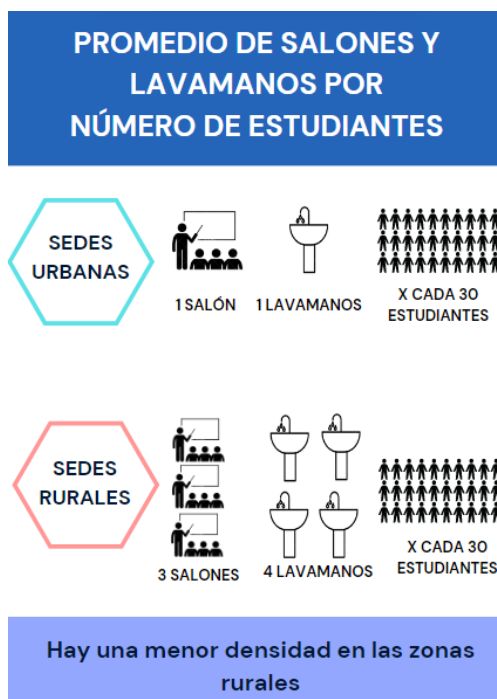 PROMEDIO DE SALONES Y
LAVAMANOS POR
NÚMERO DE ESTUDIANTES
SEDES
URBANAS
1 SALÓN
1 LAVAMANOS
X CADA 30
ESTUDIANTES
SEDES
RURALES
3 SALONES
4 LAVAMANOS
X CADA 30
ESTUDIANTES
Hay una menor densidad en las zonas
rurales